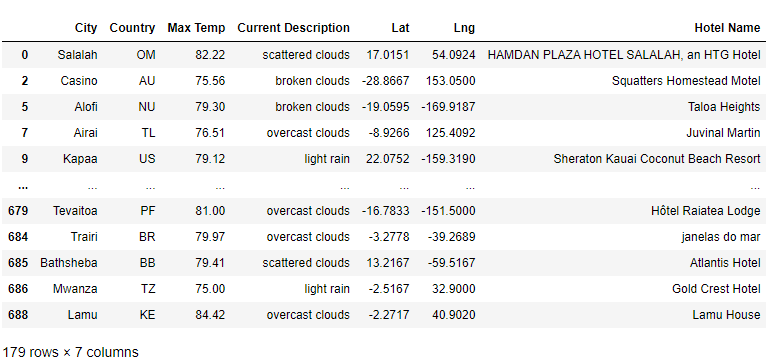 City Country Max Temp Current Description Lat Lng Hotel Name
0 Salalah OM 82.22 scattered clouds 17.0151 54.0924 HAMDAN PLAZA HOTEL SALALAH, an HTG Hotel
2 Casino AU 75.56 broken clouds -28.8667 153.0500 Squatters Homestead Motel
5 Alofi NU 79.30 broken clouds -19.0595 -169.9187 Taloa Heights
7 Airai TL 76.51 overcast clouds -8.9266 125.4092 Juvinal Martin
9 Kapaa US 79.12 light rain 22.0752 -159.3190 Sheraton Kauai Coconut Beach Resort
... ... ... ... ... ... ... ...
679 Tevaitoa PF 81.00 overcast clouds -16.7833 -151.5000 Hôtel Raiatea Lodge
684 Trairi BR 79.97 overcast clouds -3.2778 -39.2689 janelas do mar
685 Bathsheba BB 79.41 scattered clouds 13.2167 -59.5167 Atlantis Hotel
686 Mwanza TZ 75.00 light rain -2.5167 32.9000 Gold Crest Hotel
688 Lamu KE 84.42 overcast clouds -2.2717 40.9020 Lamu House
179 rows × 7 columns